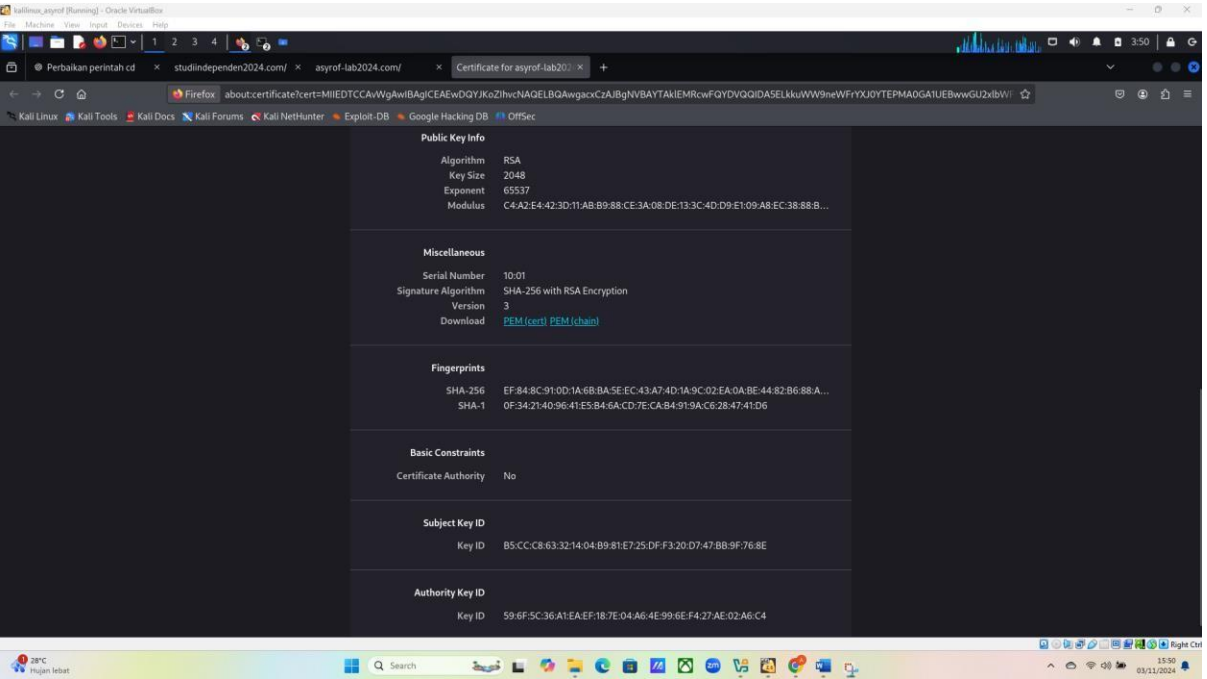 kalilinux_asyrof [Running] - Oracle VirtualBox
File Machine View Input Devices Help
1 2 3 4 3:50
Perbaikan perintah cd × studiindependen2024.com/ × asyrof-lab2024.com/ × Certificate for asyrof-lab202 × +
Firefox about:certificate?cert=
Kali Linux Kali Tools Kali Docs Kali Forums Kali NetHunter Exploit-DB Google Hacking DB OffSec
Public Key Info
Algorithm RSA
Key Size 2048
Exponent 65537
Modulus C4:A2:E4:42:3D:11:AB:B9:88:CE:3A:08:DE:13:3C:4D:D9:E1:09:A8:EC:38:88:B...
Miscellaneous
Serial Number 10:01
Signature Algorithm SHA-256 with RSA Encryption
Version 3
Download PEM (cert) PEM (chain)
Fingerprints
SHA-256 EF:84:8C:91:0D:1A:6B:BA:5E:EC:43:A7:4D:1A:9C:02:EA:0A:BE:44:82:B6:88:A...
SHA-1 0F:34:21:40:96:41:E5:B4:6A:CD:7E:CA:B4:91:9A:C6:28:47:41:D6
Basic Constraints
Certificate Authority No
Subject Key ID
Key ID B5:CC:C8:63:32:14:04:B9:81:E7:25:DF:F3:20:D7:47:BB:9F:76:8E
Authority Key ID
Key ID 59:6F:5C:36:A1:EA:EF:18:7E:04:A6:4E:99:6E:F4:27:AE:02:A6:C4
Right Ctrl
1 28°C Search 15:50
Hujan lebat 03/11/2024